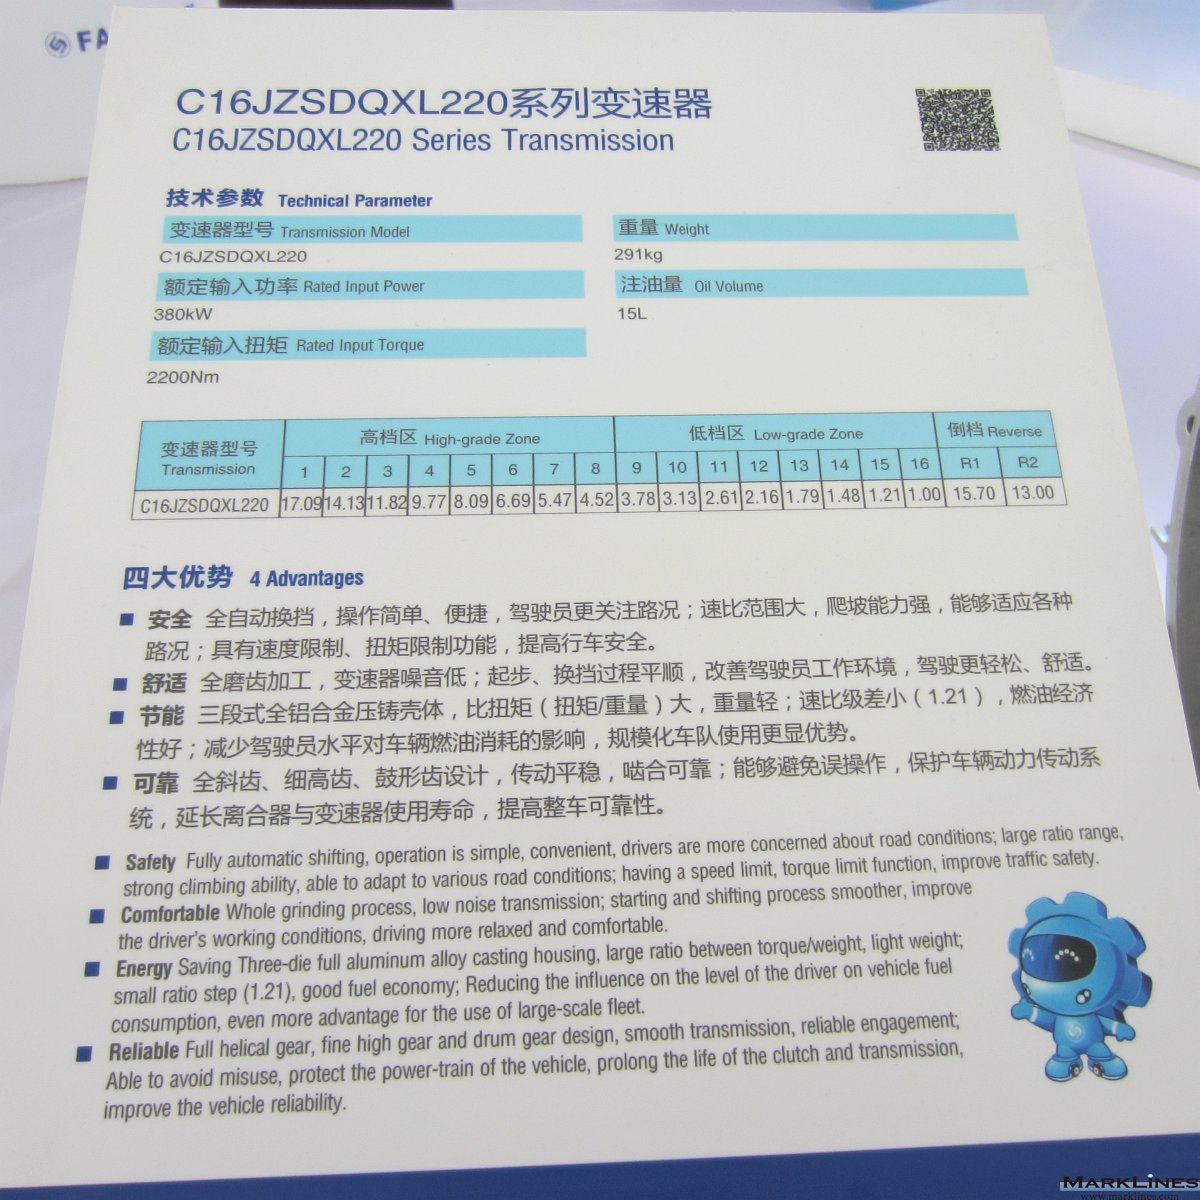 FA
C16JZSDQXL220系列变速器
C16JZSDQXL220 Series Transmission
技术参数 Technical Parameter
变速器型号 Transmission Model
重量 Weight
C16JZSDQXL220
291kg
额定输入功率 Rated Input Power
注油量 Oil Volume
380kW
15L
额定输入扭矩 Rated Input Torque
2200Nm
变速器型号 高档区 High-grade Zone 低档区 Low-grade Zone 倒档 Reverse
Transmission 1 2 3 4 5 6 7 8 9 10 11 12 13 14 15 16 R1 R2
C16JZSDQXL220 17.09 14.13 11.82 9.77 8.09 6.69 5.47 4.52 3.78 3.13 2.61 2.16 1.79 1.48 1.21 1.00 15.70 13.00
四大优势 4 Advantages
■ 安全 全自动换挡，操作简单、便捷，驾驶员更关注路况；速比范围大，爬坡能力强，能够适应各种
路况；具有速度限制、扭矩限制功能，提高行车安全。
■ 舒适 全磨齿加工，变速器噪音低；起步、换挡过程平顺，改善驾驶员工作环境，驾驶更轻松、舒适。
■ 节能 三段式全铝合金压铸壳体，比扭矩（扭矩/重量）大，重量轻；速比级差小（1.21），燃油经济
性好；减少驾驶员水平对车辆燃油消耗的影响，规模化车队使用更显优势。
■ 可靠 全斜齿、细高齿、鼓形齿设计，传动平稳，啮合可靠；能够避免误操作，保护车辆动力传动系
统，延长离合器与变速器使用寿命，提高整车可靠性。
■ Safety Fully automatic shifting, operation is simple, convenient, drivers are more concerned about road conditions; large ratio range,
strong climbing ability, able to adapt to various road conditions; having a speed limit, torque limit function, improve traffic safety.
■ Comfortable Whole grinding process, low noise transmission; starting and shifting process smoother, improve
the driver's working conditions, driving more relaxed and comfortable.
■ Energy Saving Three-die full aluminum alloy casting housing, large ratio between torque/weight, light weight;
small ratio step (1.21), good fuel economy; Reducing the influence on the level of the driver on vehicle fuel
consumption, even more advantage for the use of large-scale fleet.
■ Reliable Full helical gear, fine high gear and drum gear design, smooth transmission, reliable engagement;
Able to avoid misuse, protect the power-train of the vehicle, prolong the life of the clutch and transmission,
improve the vehicle reliability.
MARKLINES
www.marklines.com